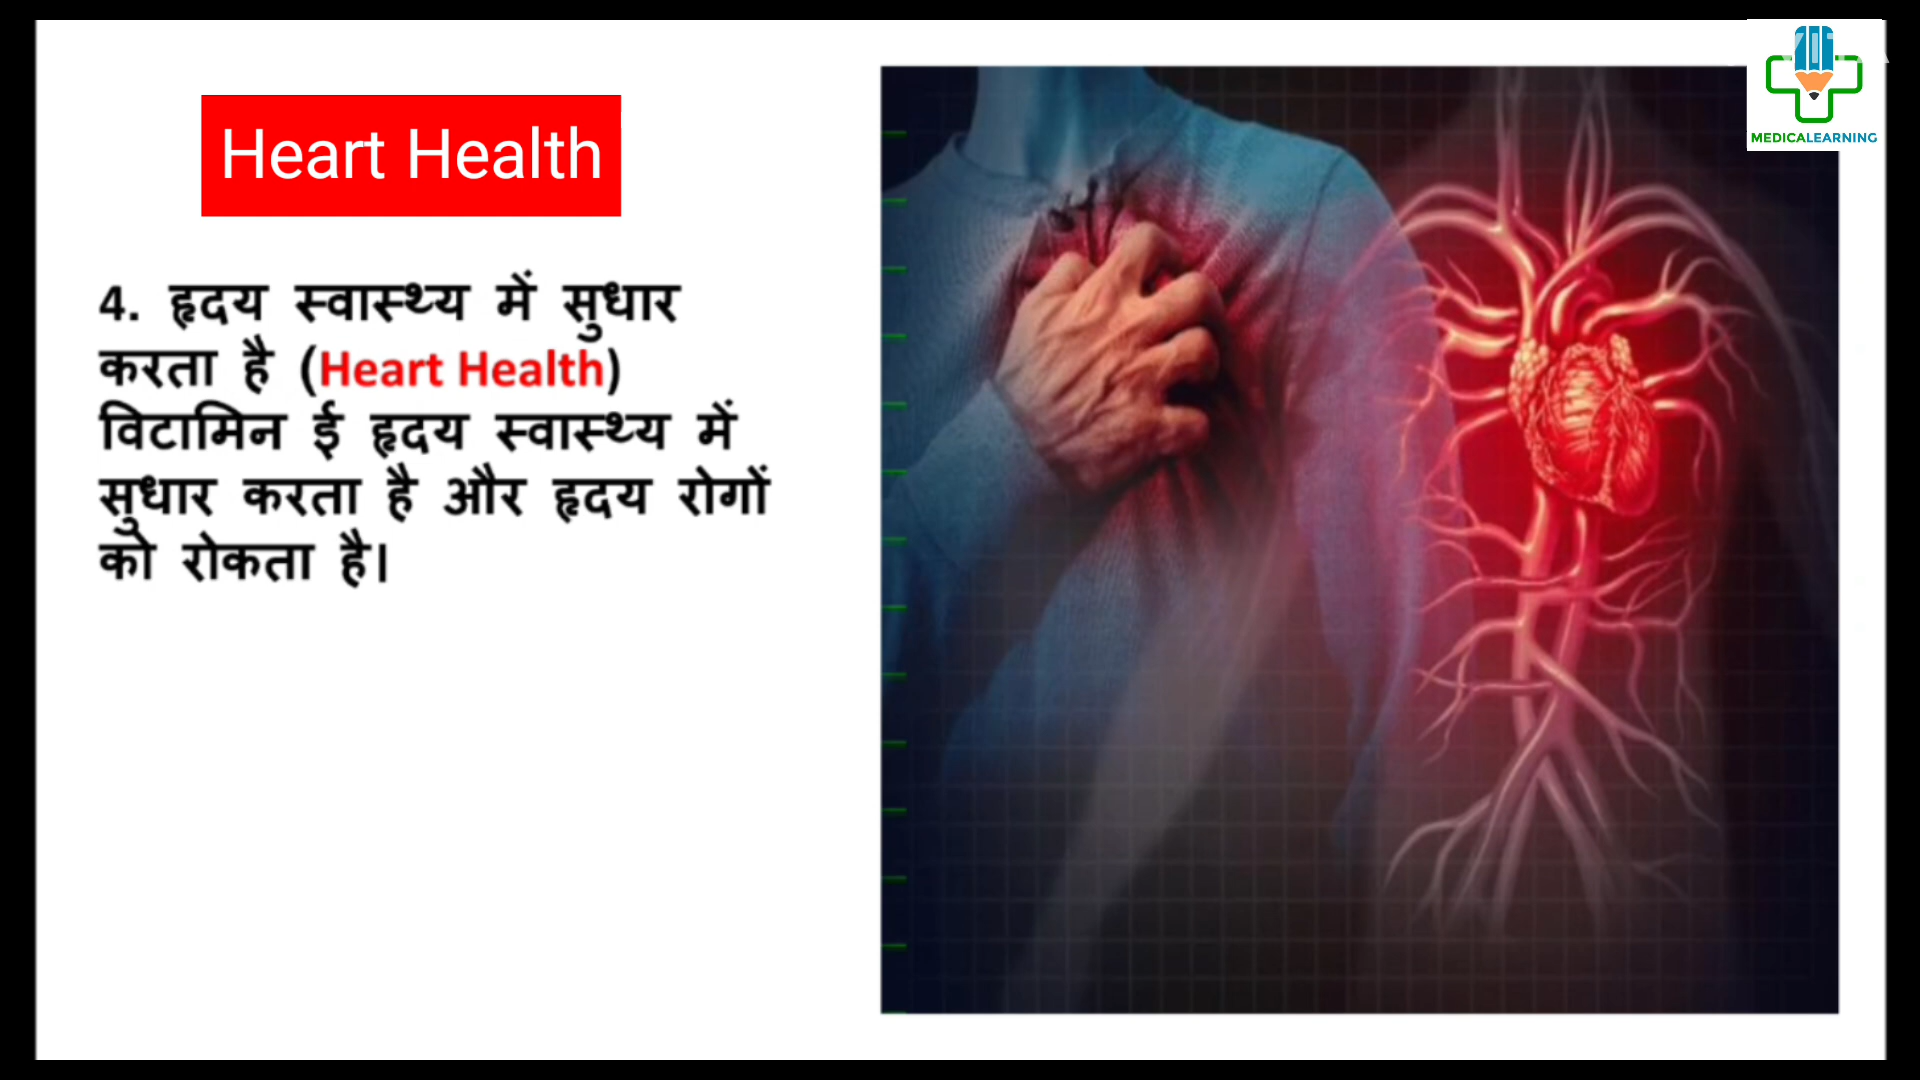 Heart Health
4. हृदय स्वास्थ्य में सुधार
करता है (Heart Health)
विटामिन ई हृदय स्वास्थ्य में
सुधार करता है और हृदय रोगों
को रोकता है।
MEDICALEARNING